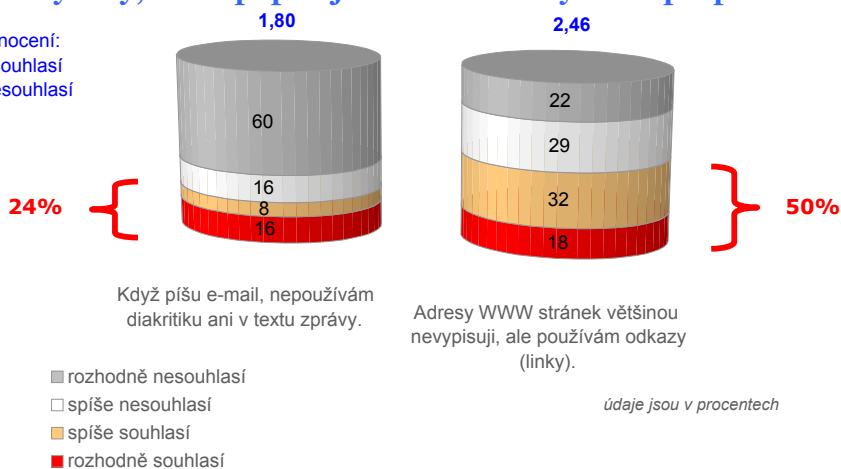 1,80
2,46
nocení:
ouhlasí
esouhlasí
60
16
8
16
24%
22
29
32
18
50%
Když píšu e-mail, nepoužívám
diakritiku ani v textu zprávy.
Adresy WWW stránek většinou
nevypisuji, ale používám odkazy
(linky).
rozhodně nesouhlasí
spíše nesouhlasí
spíše souhlasí
rozhodně souhlasí
údaje jsou v procentech